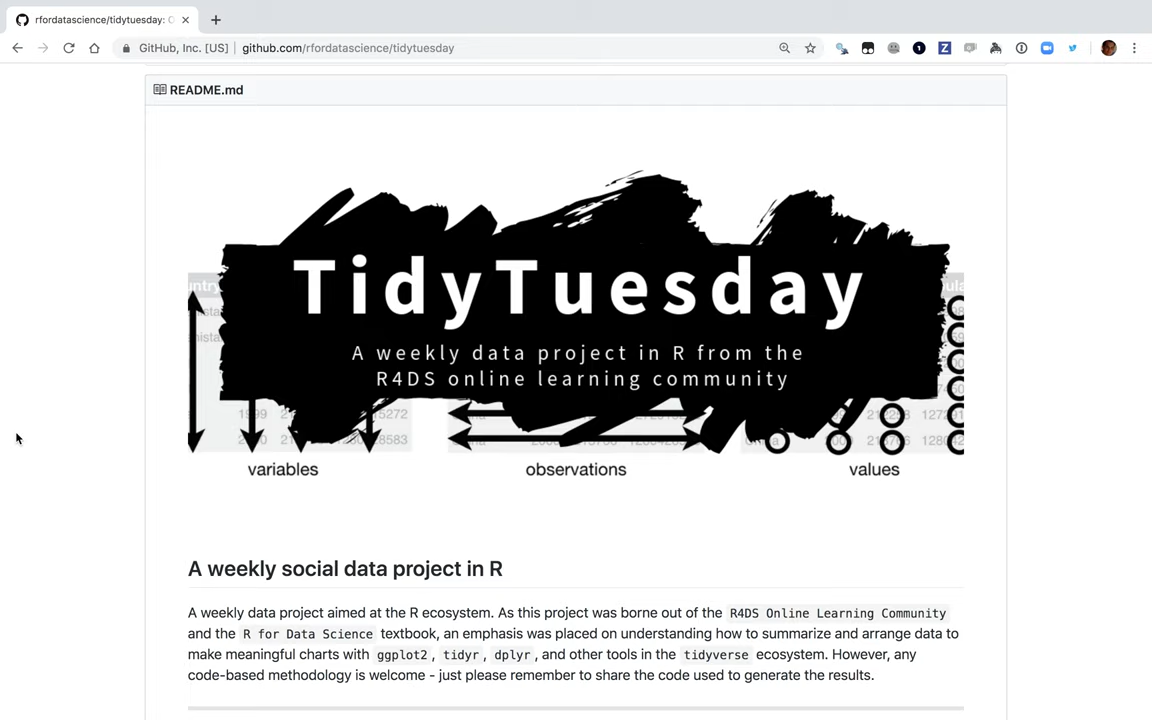 rfordatascience/tidytuesday: O
GitHub, Inc. [US]
github.com/rfordatascience/tidytuesday
README.md
TidyTuesday
A weekly data project in R from the
R4DS online learning community
1999
15272
8583
variables
observations
values
A weekly social data project in R
A weekly data project aimed at the R ecosystem. As this project was borne out of the R4DS Online Learning Community
and the R for Data Science textbook, an emphasis was placed on understanding how to summarize and arrange data to
make meaningful charts with ggplot2, tidyr, dplyr, and other tools in the tidyverse ecosystem. However, any
code-based methodology is welcome - just please remember to share the code used to generate the results.